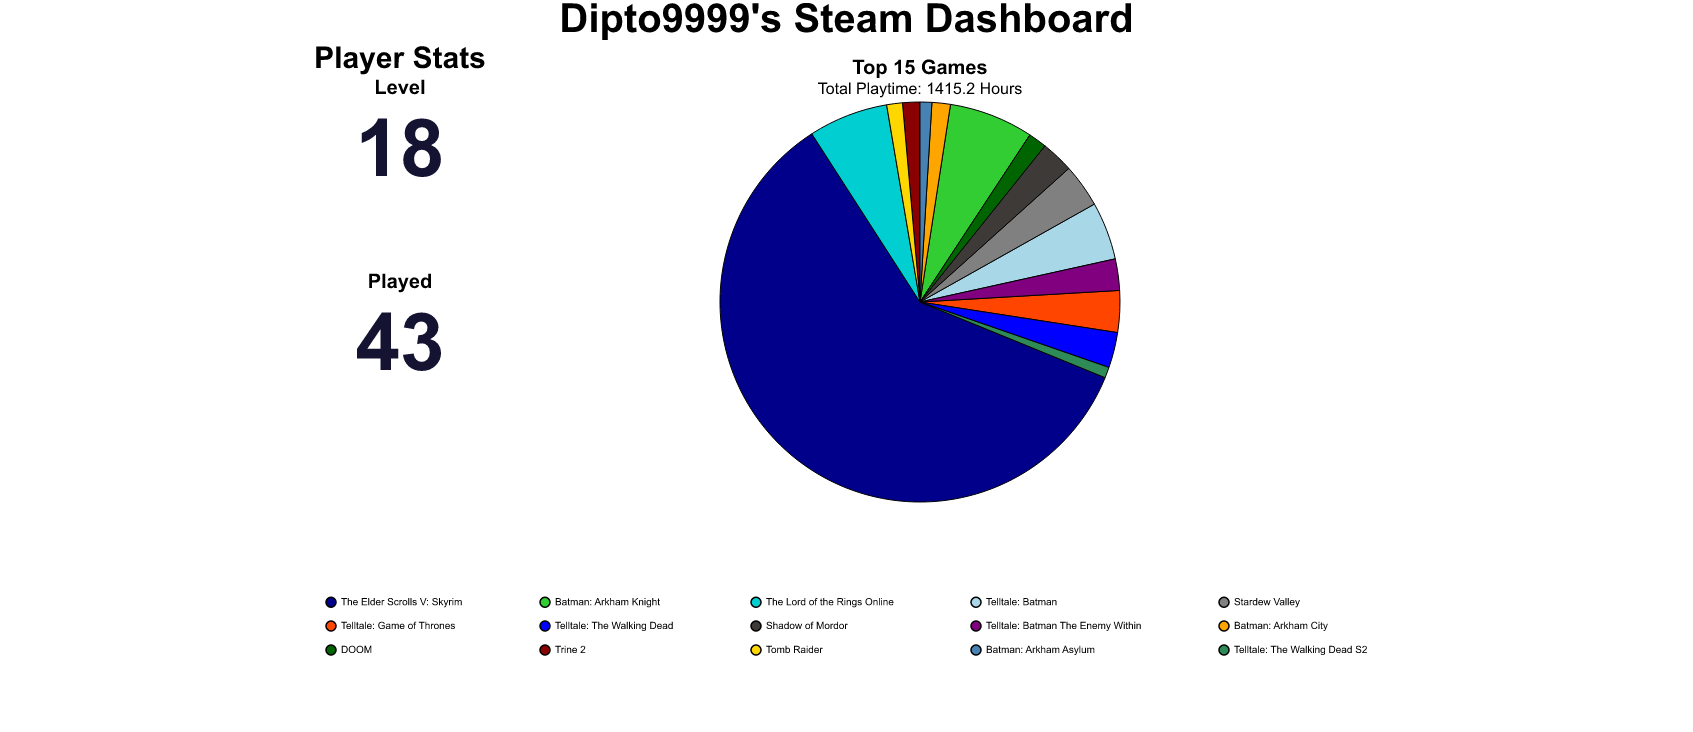 Dipto9999's Steam Dashboard
Player Stats
Level
18
Played
43
Top 15 Games
Total Playtime: 1415.2 Hours
The Elder Scrolls V: Skyrim
Batman: Arkham Knight
The Lord of the Rings Online
Telltale: Batman
Stardew Valley
Telltale: Game of Thrones
Telltale: The Walking Dead
Shadow of Mordor
Telltale: Batman The Enemy Within
Batman: Arkham City
DOOM
Trine 2
Tomb Raider
Batman: Arkham Asylum
Telltale: The Walking Dead S2